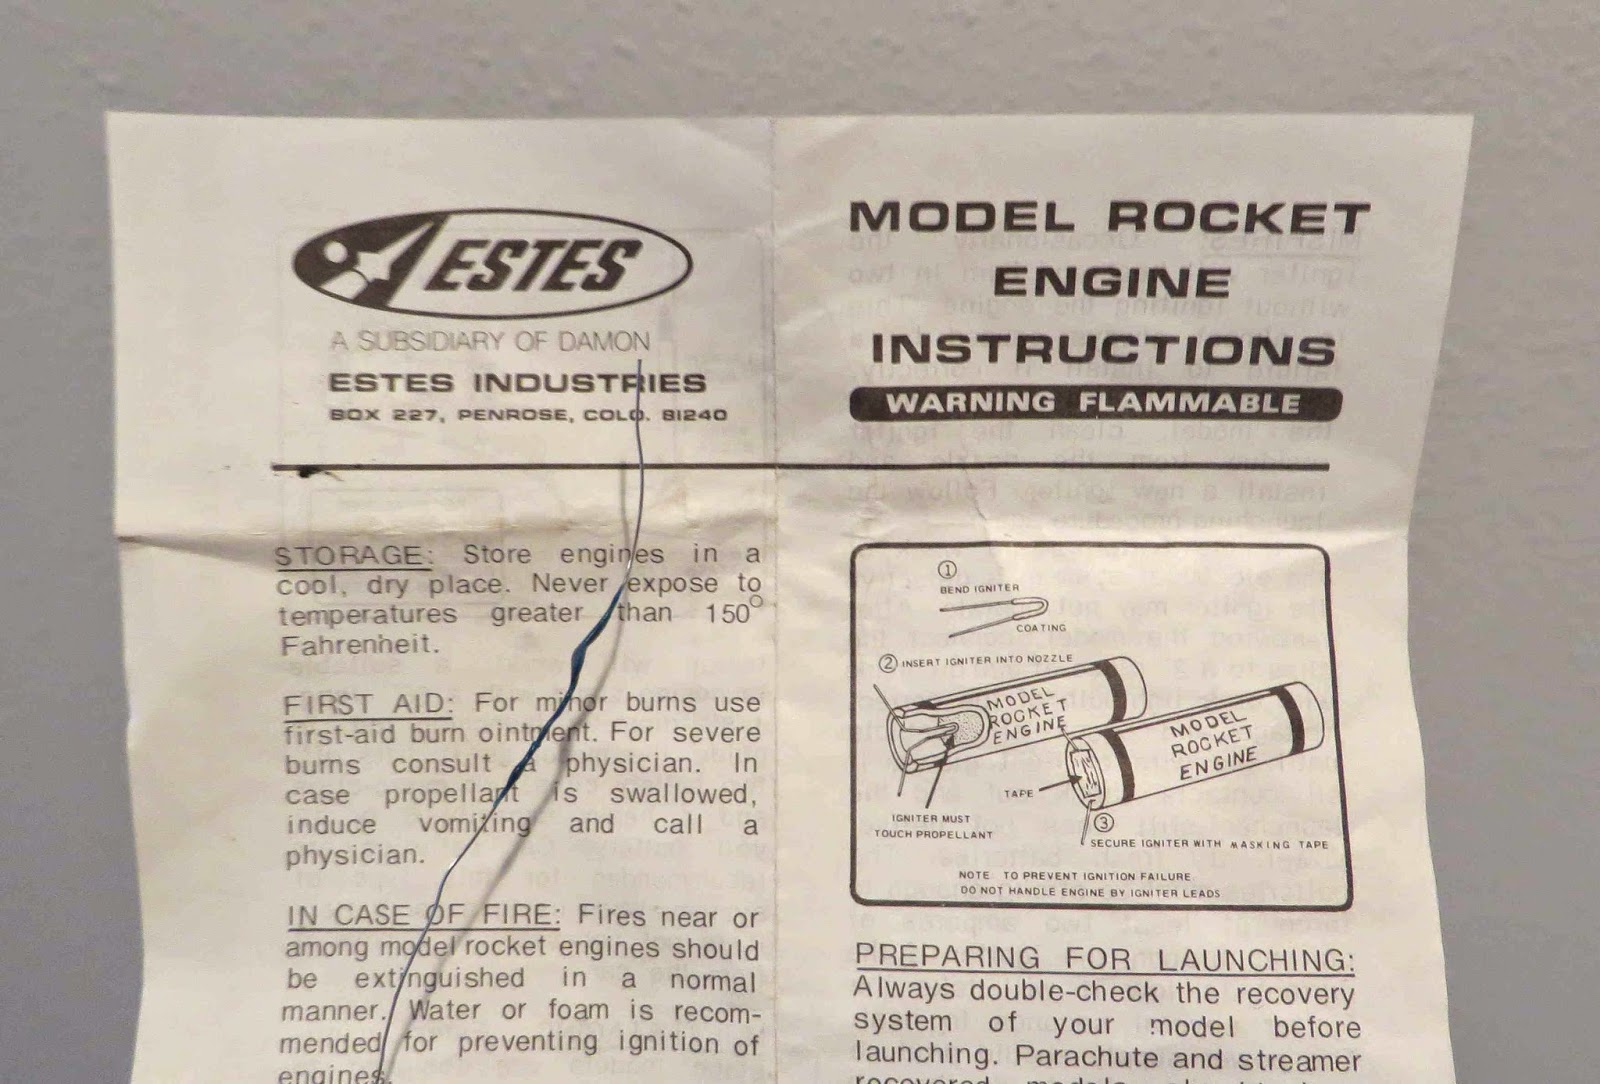 ESTES
A SUBSIDIARY OF DAMON
ESTES INDUSTRIES
BOX 227, PENROSE, COLO. 81240
MODEL ROCKET
ENGINE
INSTRUCTIONS
WARNING FLAMMABLE
STORAGE: Store engines in a
cool, dry place. Never expose to
temperatures greater than 150°
Fahrenheit.
FIRST AID: For minor burns use
first-aid burn ointment. For severe
burns consult a physician. In
case propellant is swallowed,
induce vomiting and call a
physician.
IN CASE OF FIRE: Fires near or
among model rocket engines should
be extinguished in a normal
manner. Water or foam is recom-
mended for preventing ignition of
engines.
1
BEND IGNITER
COATING
2 INSERT IGNITER INTO NOZZLE
MODEL
ROCKET
ENGINE
MODEL
ROCKET
ENGINE
TAPE
IGNITER MUST
TOUCH PROPELLANT
3
SECURE IGNITER WITH MASKING TAPE
NOTE TO PREVENT IGNITION FAILURE
DO NOT HANDLE ENGINE BY IGNITER LEADS
PREPARING FOR LAUNCHING:
Always double-check the recovery
system of your model before
launching. Parachute and streamer
recovered models